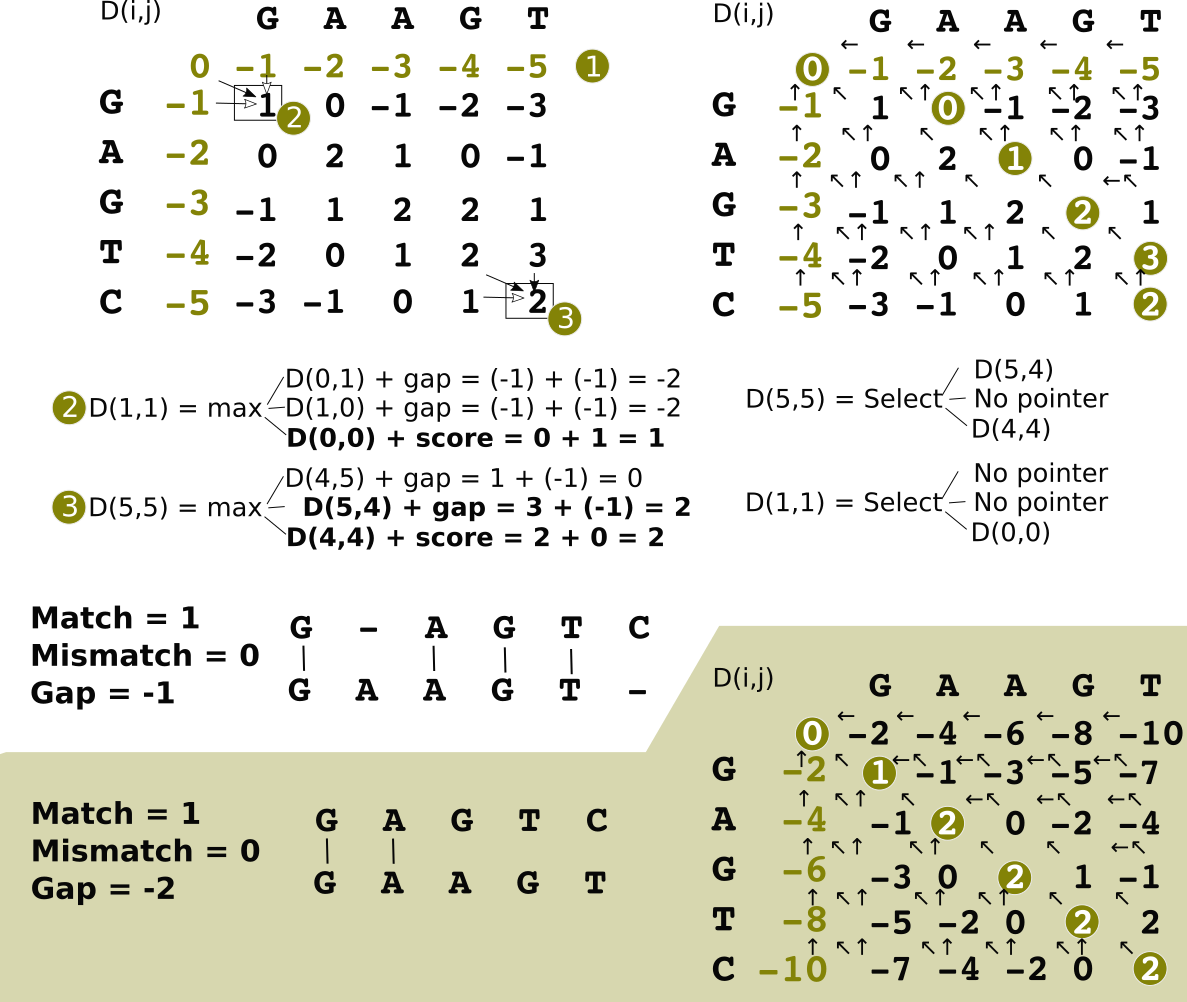 D(i,j)
G A A G T
0 −1 −2 −3 −4 −5 1
G −1 1 2 0 −1 −2 −3
A −2 0 2 1 0 −1
G −3 −1 1 2 2 1
T −4 −2 0 1 2 3
C −5 −3 −1 0 1 2 3
D(i,j)
G A A G T
← ← ← ← ←
0 −1 −2 −3 −4 −5
↑ ↖ ↖↑ ↖↑ ↖↑ ↖↑
G −1 1 0 −1 −2 −3
↑ ↖↑ ↖ ↖↑ ↖↑ ↖↑
A −2 0 2 1 0 −1
↑ ↖↑ ↖↑ ↖ ↖ ←↖
G −3 −1 1 2 2 1
↑ ↖↑ ↖↑ ↖↑ ↖ ↖
T −4 −2 0 1 2 3
↑ ↖↑ ↖↑ ↖↑ ↖↑ ↖↑
C −5 −3 −1 0 1 2
2 D(1,1) = max
D(0,1) + gap = (-1) + (-1) = -2
D(1,0) + gap = (-1) + (-1) = -2
D(0,0) + score = 0 + 1 = 1
3 D(5,5) = max
D(4,5) + gap = 1 + (-1) = 0
D(5,4) + gap = 3 + (-1) = 2
D(4,4) + score = 2 + 0 = 2
D(5,5) = Select
D(5,4)
No pointer
D(4,4)
D(1,1) = Select
No pointer
No pointer
D(0,0)
Match = 1
Mismatch = 0
Gap = -1
G – A G T C
| | | |
G A A G T –
Match = 1
Mismatch = 0
Gap = -2
G A G T C
| |
G A A G T
D(i,j)
G A A G T
← ← ← ← ←
0 −2 −4 −6 −8 −10
↑ ↖ ←↖ ←↖ ←↖ ←↖
G −2 1 −1 −3 −5 −7
↑ ↖↑ ↖ ←↖ ←↖ ←↖
A −4 −1 2 0 −2 −4
↑ ↖↑ ↖↑ ↖ ↖ ←↖
G −6 −3 0 2 1 −1
↑ ↖↑ ↖↑ ↖↑ ↖ ↖
T −8 −5 −2 0 2 2
↑ ↖↑ ↖↑ ↖↑ ↖↑ ↖
C −10 −7 −4 −2 0 2